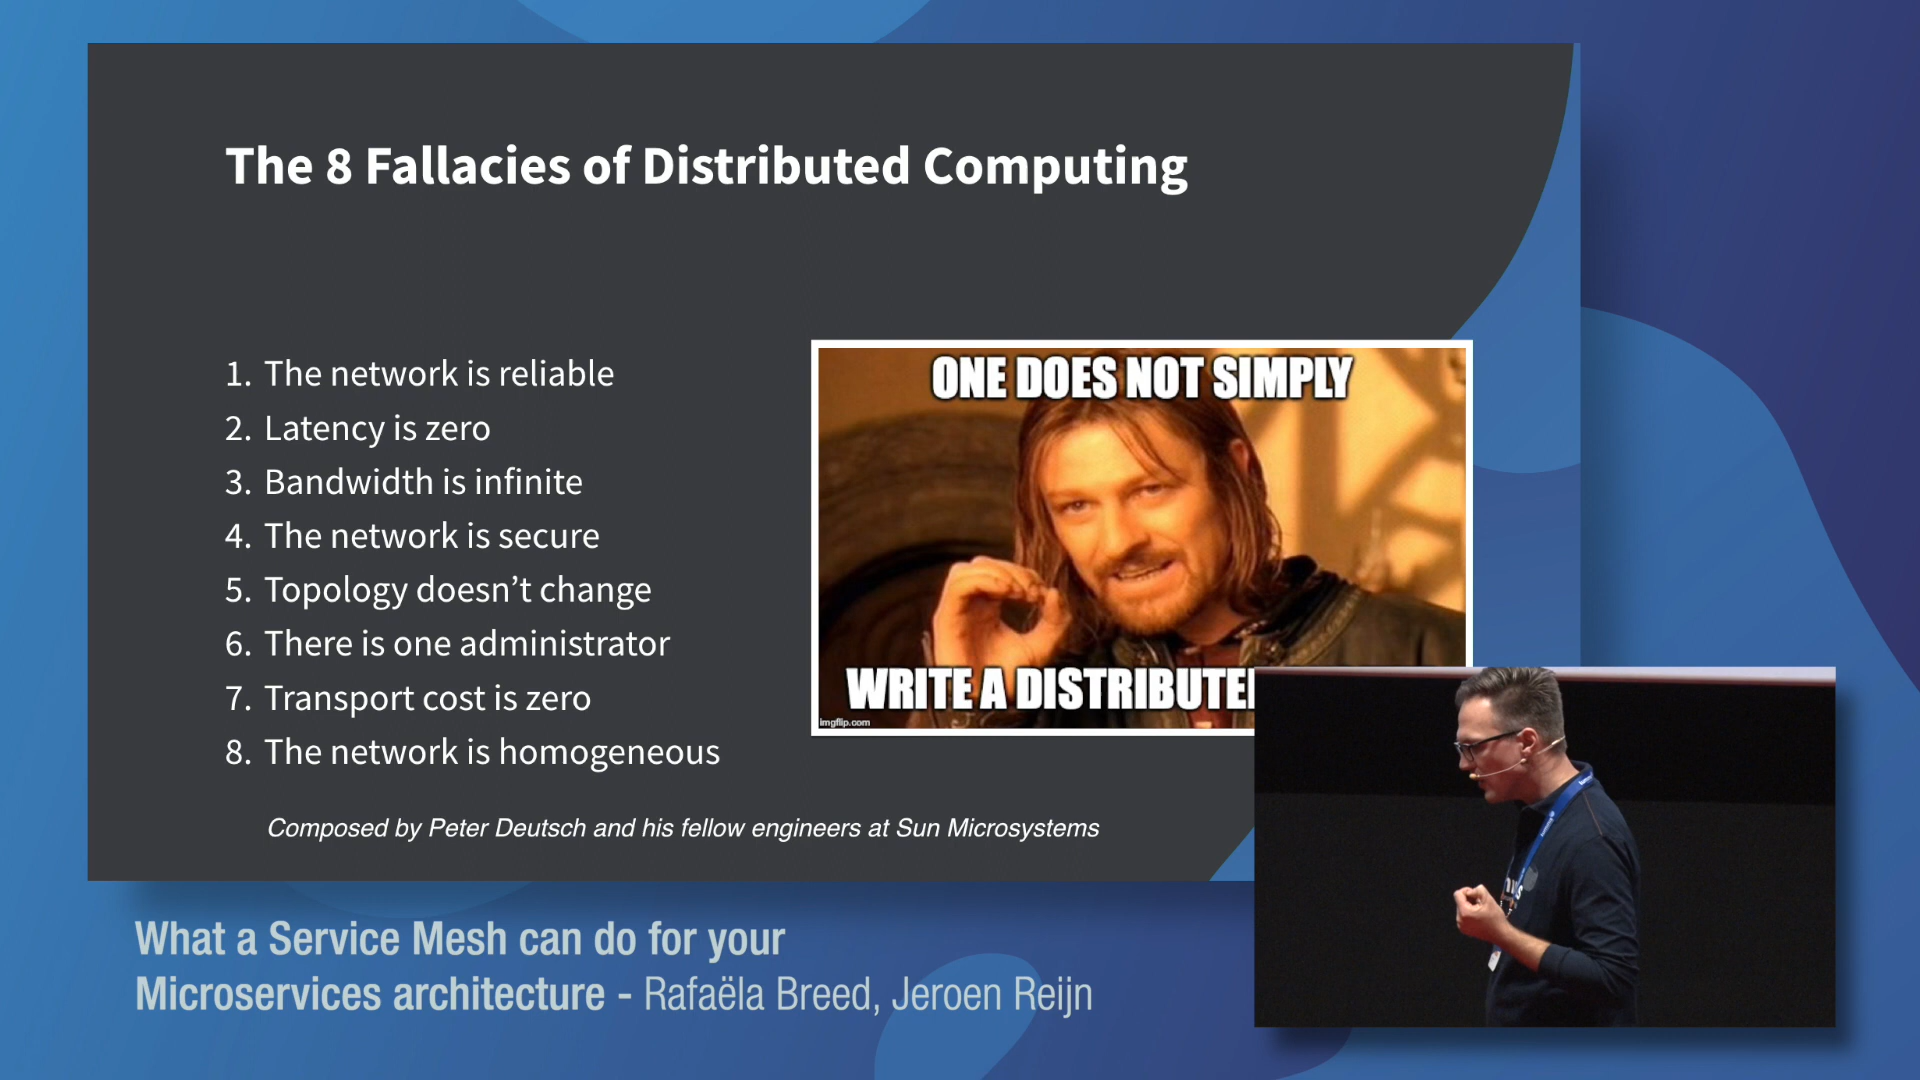 The 8 Fallacies of Distributed Computing
1. The network is reliable
2. Latency is zero
3. Bandwidth is infinite
4. The network is secure
5. Topology doesn’t change
6. There is one administrator
7. Transport cost is zero
8. The network is homogeneous
Composed by Peter Deutsch and his fellow engineers at Sun Microsystems
ONE DOES NOT SIMPLY
WRITE A
imgflip.com
What a Service Mesh can do for your
Microservices architecture - Rafaëla Breed, Jeroen Reijn